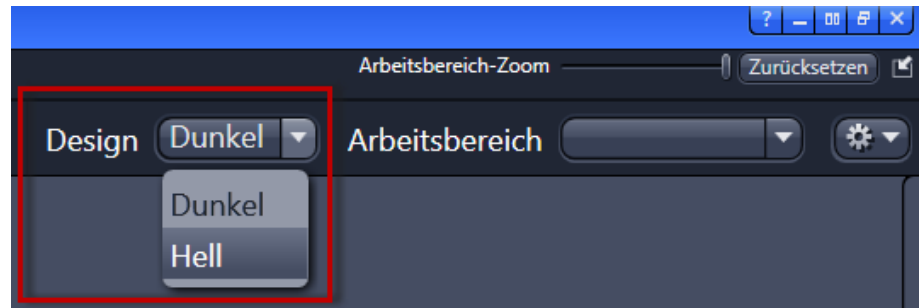 ?
Arbeitsbereich-Zoom Zurücksetzen
Design Dunkel Arbeitsbereich
Dunkel
Hell